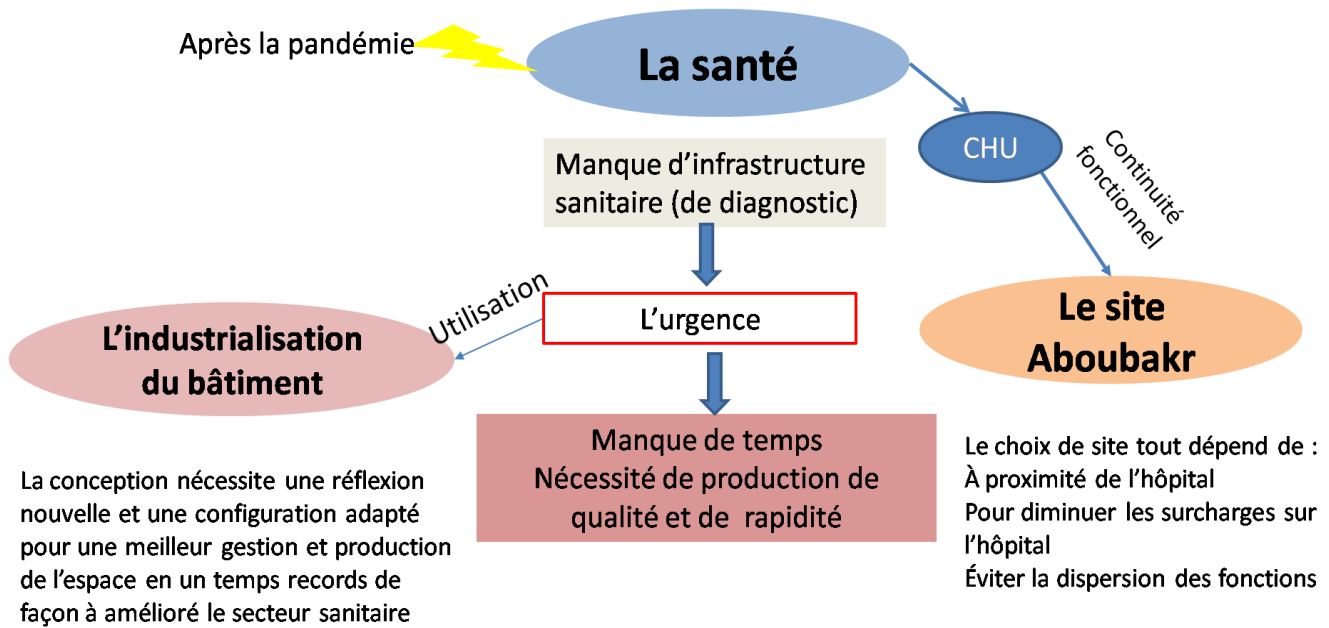 Après la pandémie
La santé
CHU
Continuité
fonctionnel
Manque d’infrastructure
sanitaire (de diagnostic)
Utilisation
L’urgence
L’industrialisation
du bâtiment
Le site
Aboubakr
Manque de temps
Nécessité de production de
qualité et de rapidité
La conception nécessite une réflexion
nouvelle et une configuration adapté
pour une meilleur gestion et production
de l’espace en un temps records de
façon à amélioré le secteur sanitaire
Le choix de site tout dépend de :
À proximité de l’hôpital
Pour diminuer les surcharges sur
l’hôpital
Éviter la dispersion des fonctions